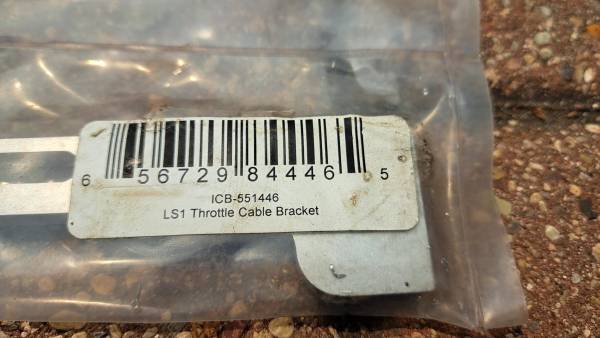 6 56729 84446 5
ICB-551446
LS1 Throttle Cable Bracket